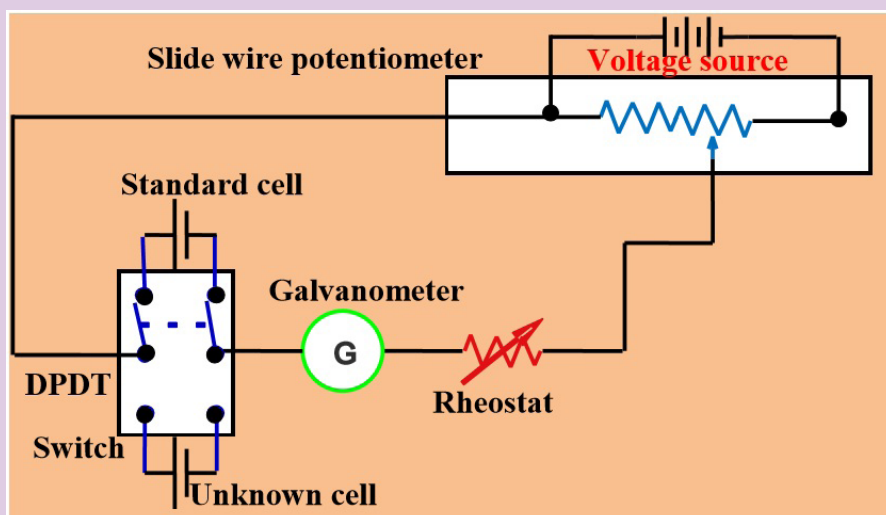 Slide wire potentiometer
Voltage source
Standard cell
Galvanometer
G
DPDT
Rheostat
Switch
Unknown cell